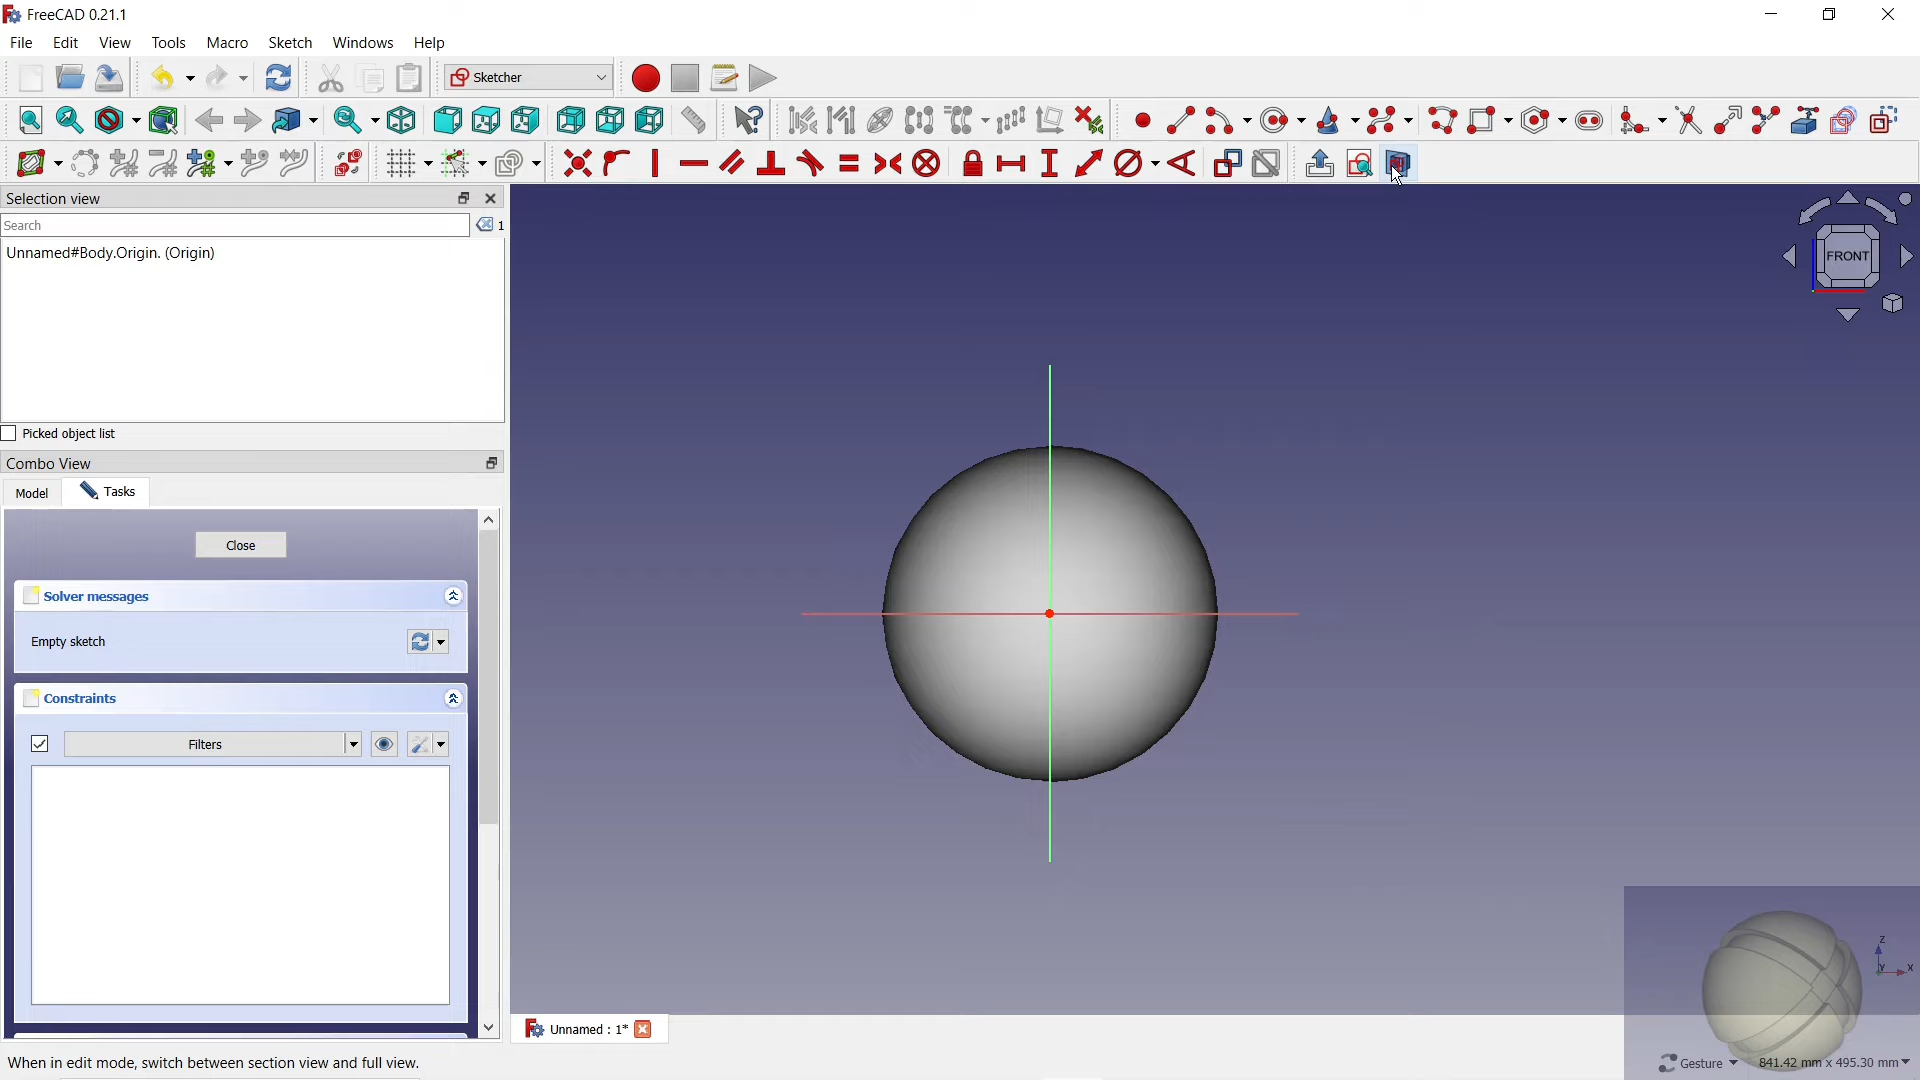 FreeCAD 0.21.1
File Edit View Tools Macro Sketch Windows Help
Sketcher
Selection view
Search
1
Unnamed#Body.Origin. (Origin)
Picked object list
Combo View
Model Tasks
Close
Solver messages
Empty sketch
Constraints
Filters
FRONT
Z
Y
X
Unnamed : 1*
When in edit mode, switch between section view and full view.
Gesture 841.42 mm x 495.30 mm